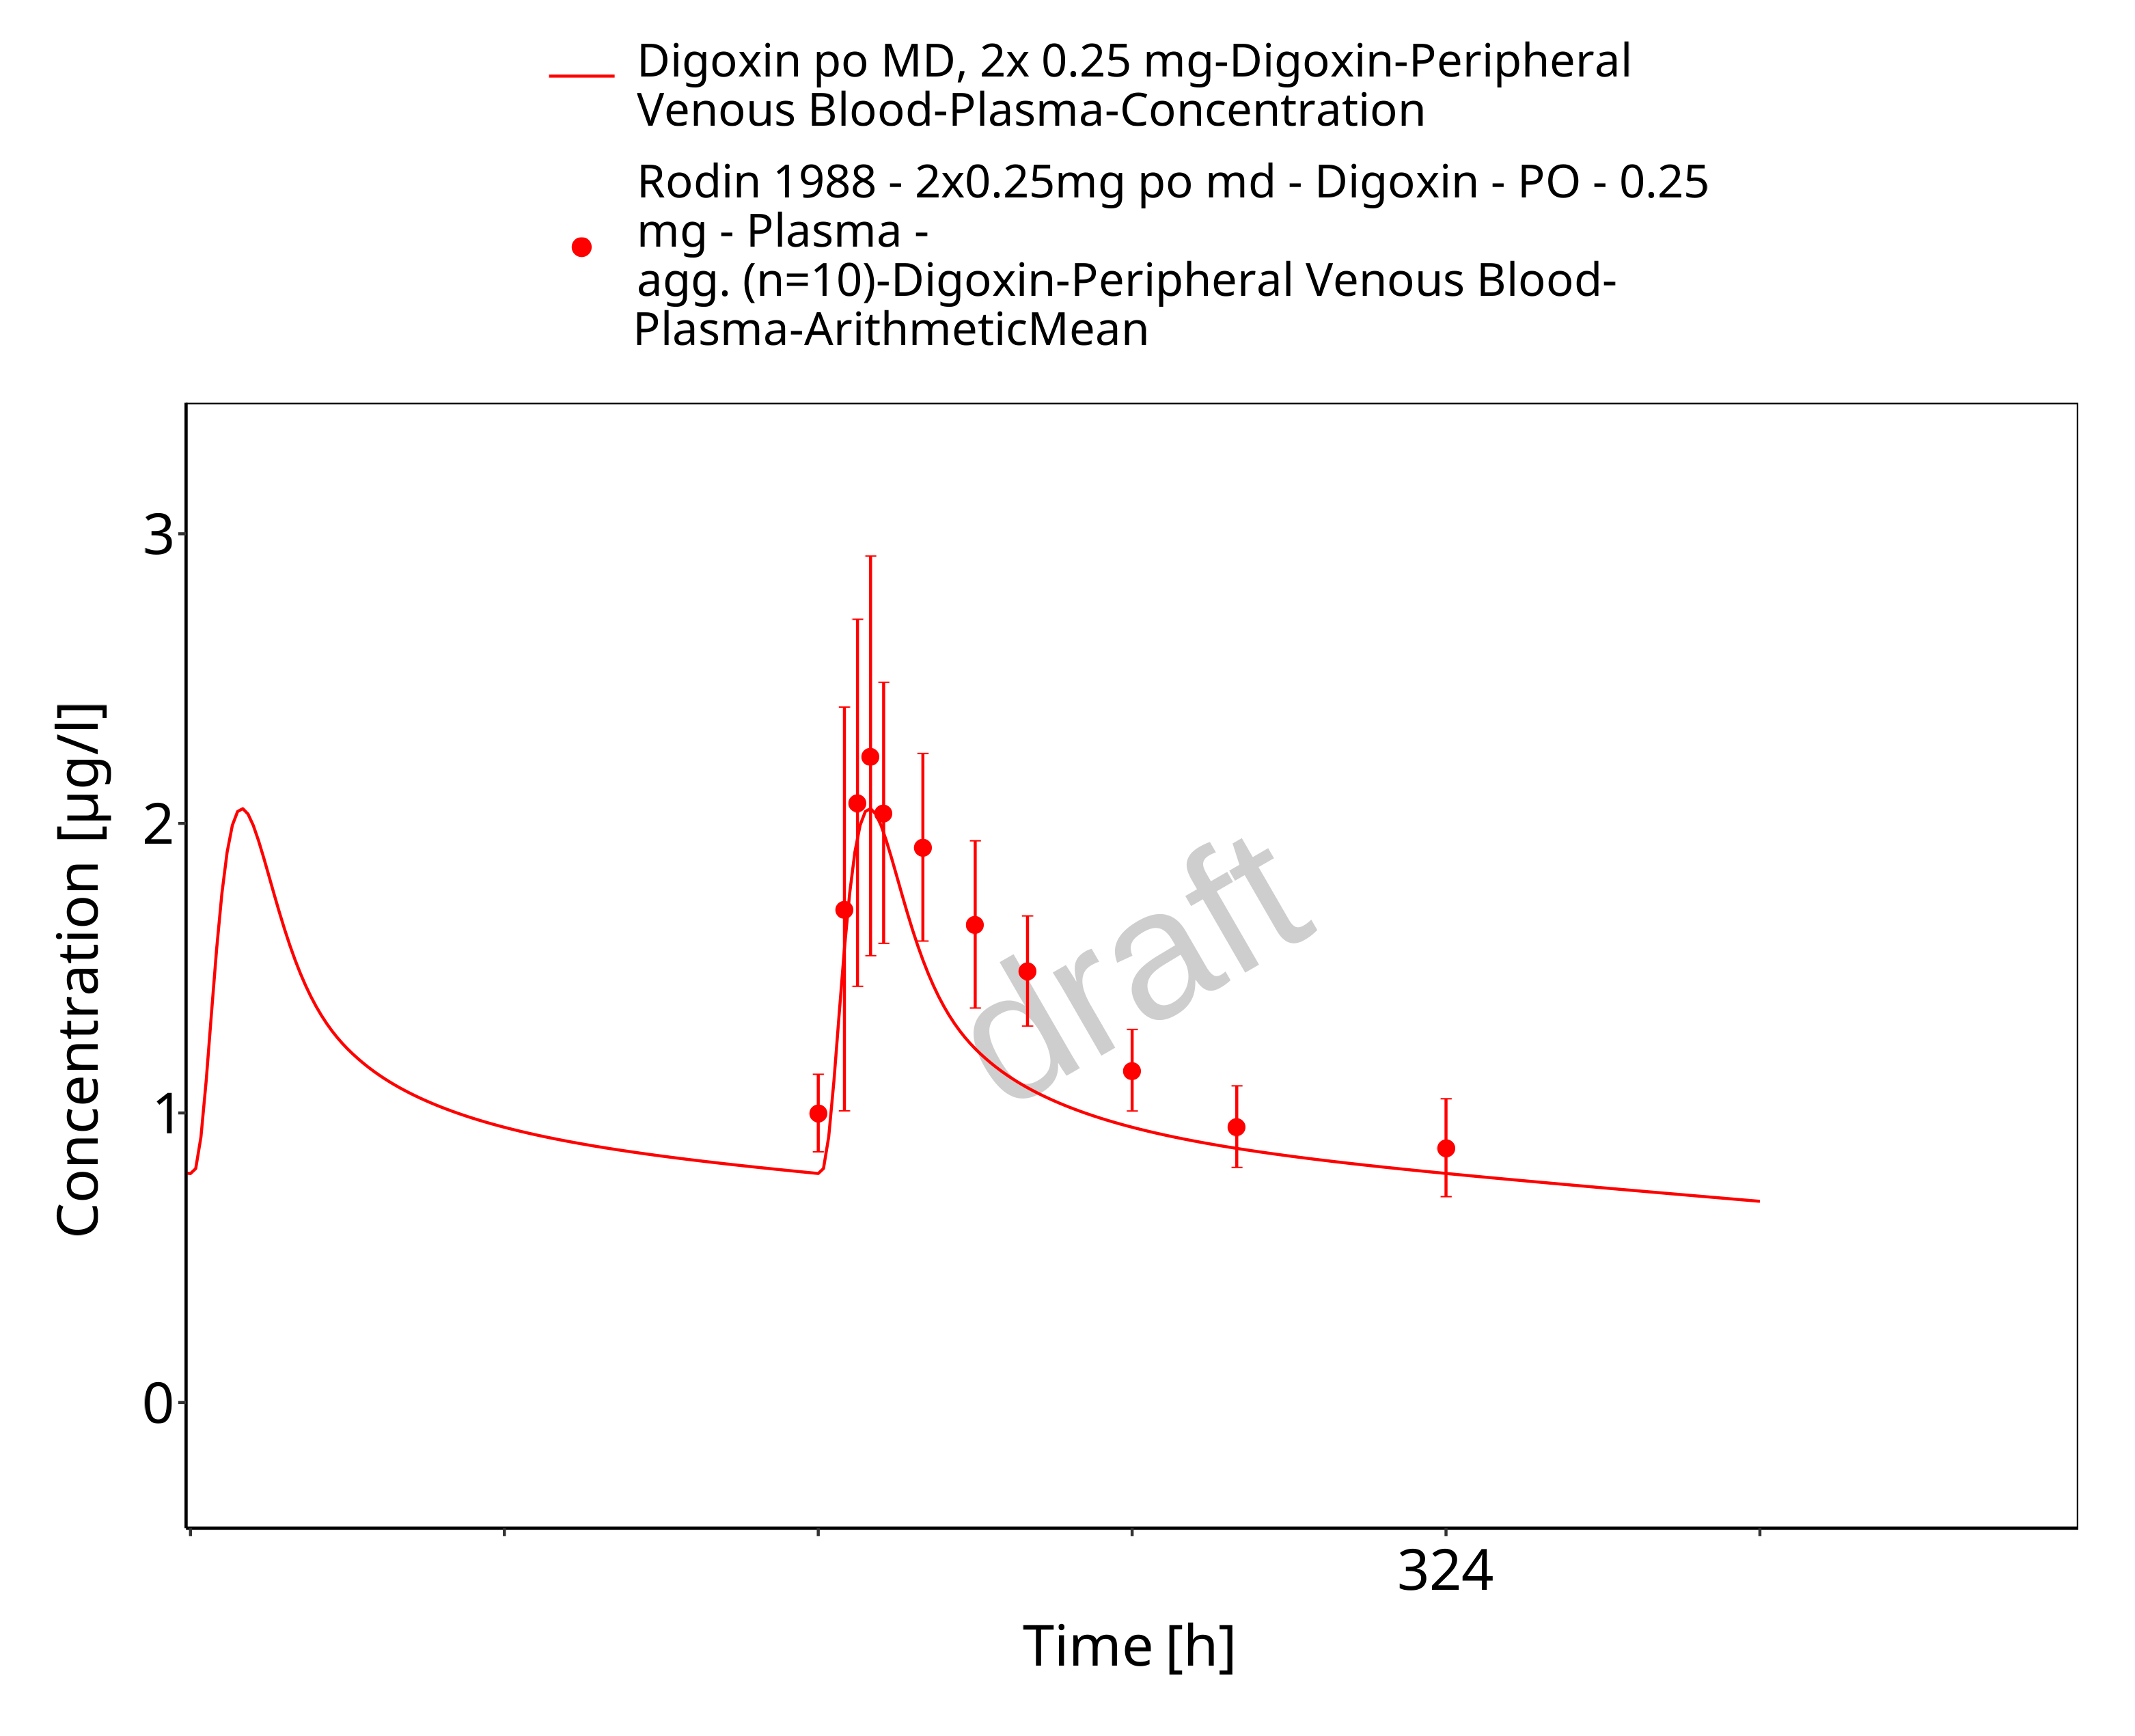 Digoxin po MD, 2x 0.25 mg-Digoxin-Peripheral
Venous Blood-Plasma-Concentration
Rodin 1988 - 2x0.25mg po md - Digoxin - PO - 0.25
mg - Plasma -
agg. (n=10)-Digoxin-Peripheral Venous Blood-
Plasma-ArithmeticMean
3
2
1
0
Concentration [µg/l]
draft
324
Time [h]